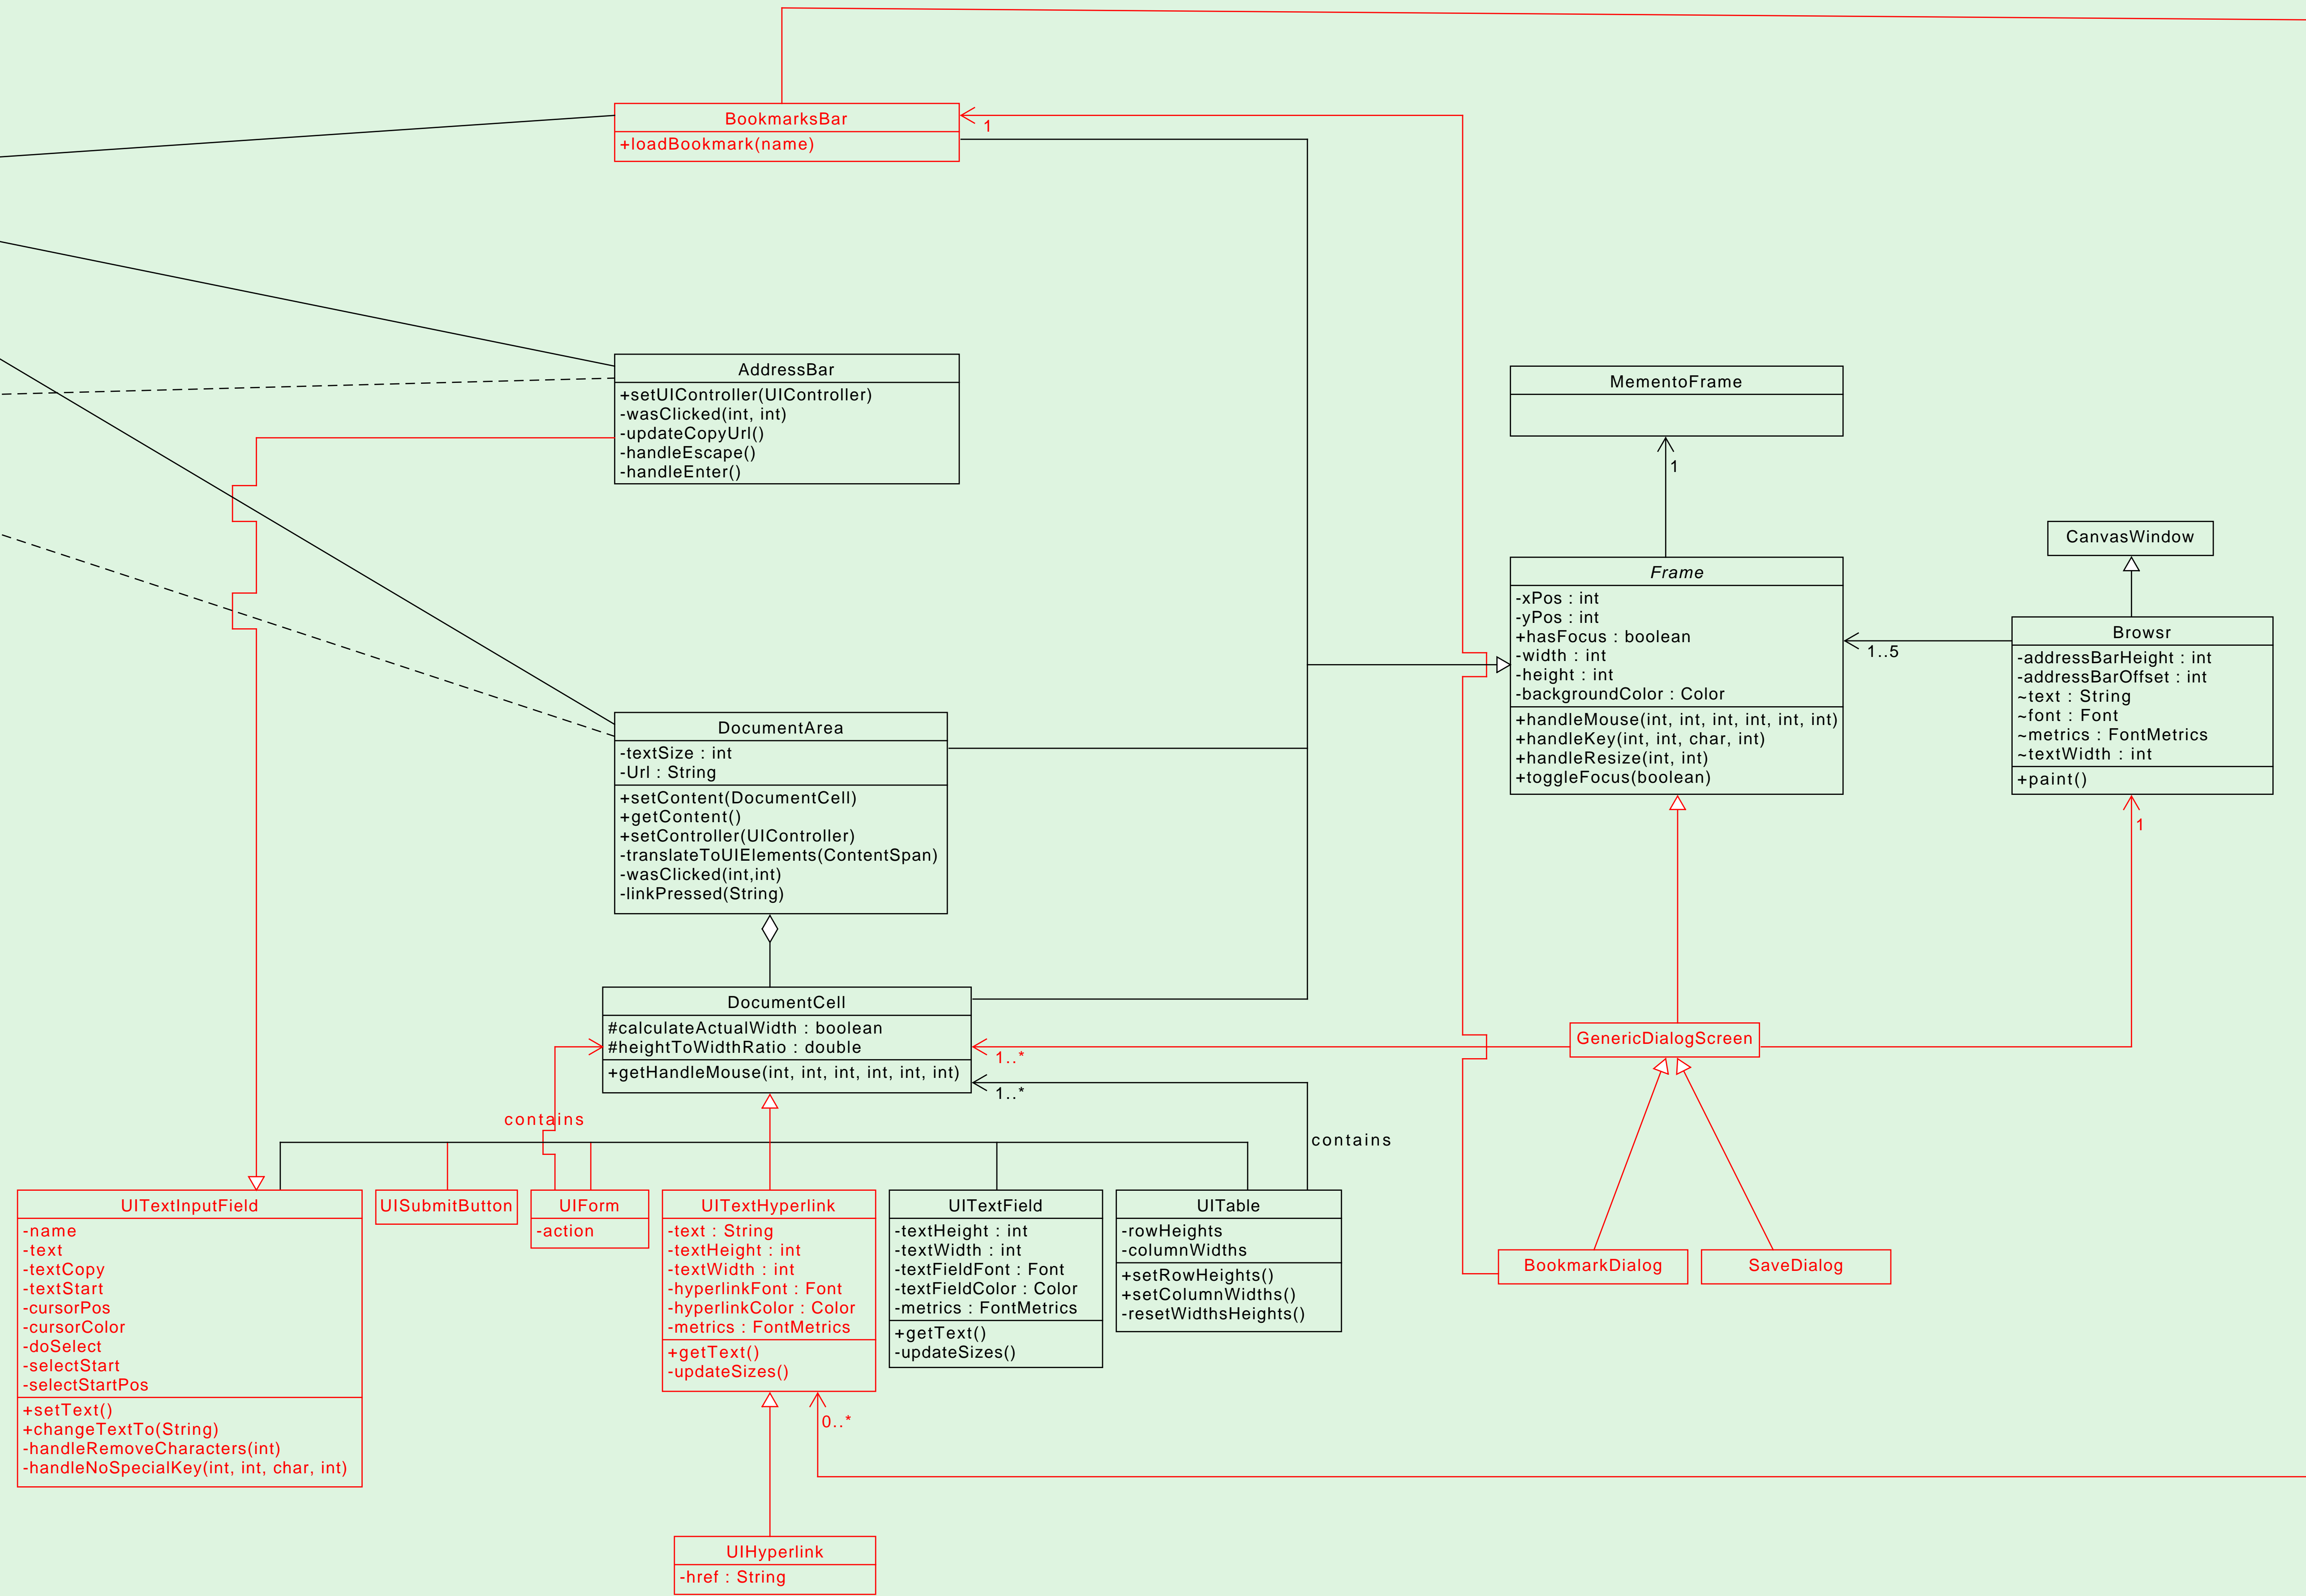 BookmarksBar
+loadBookmark(name)
1
AddressBar
+setUIController(UIController)
-wasClicked(int, int)
-updateCopyUrl()
-handleEscape()
-handleEnter()
MementoFrame
1
CanvasWindow
Frame
-xPos : int
-yPos : int
+hasFocus : boolean
-width : int
-height : int
-backgroundColor : Color
+handleMouse(int, int, int, int, int, int)
+handleKey(int, int, char, int)
+handleResize(int, int)
+toggleFocus(boolean)
1..5
Browsr
-addressBarHeight : int
-addressBarOffset : int
~text : String
~font : Font
~metrics : FontMetrics
~textWidth : int
+paint()
1
DocumentArea
-textSize : int
-Url : String
+setContent(DocumentCell)
+getContent()
+setController(UIController)
-translateToUIElements(ContentSpan)
-wasClicked(int,int)
-linkPressed(String)
DocumentCell
#calculateActualWidth : boolean
#heightToWidthRatio : double
+getHandleMouse(int, int, int, int, int, int)
1..*
1..*
GenericDialogScreen
contains
contains
UITextInputField
-name
-text
-textCopy
-textStart
-cursorPos
-cursorColor
-doSelect
-selectStart
-selectStartPos
+setText()
+changeTextTo(String)
-handleRemoveCharacters(int)
-handleNoSpecialKey(int, int, char, int)
UISubmitButton
UIForm
-action
UITextHyperlink
-text : String
-textHeight : int
-textWidth : int
-hyperlinkFont : Font
-hyperlinkColor : Color
-metrics : FontMetrics
+getText()
-updateSizes()
0..*
UITextField
-textHeight : int
-textWidth : int
-textFieldFont : Font
-textFieldColor : Color
-metrics : FontMetrics
+getText()
-updateSizes()
UITable
-rowHeights
-columnWidths
+setRowHeights()
+setColumnWidths()
-resetWidthsHeights()
BookmarkDialog
SaveDialog
UIHyperlink
-href : String